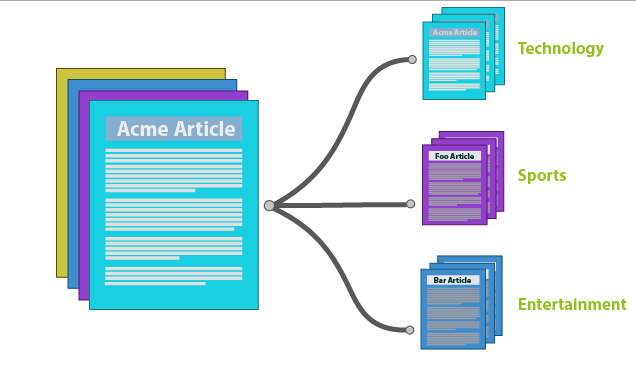 Acme Article
Acme Article
Technology
Foo Article
Sports
Bar Article
Entertainment